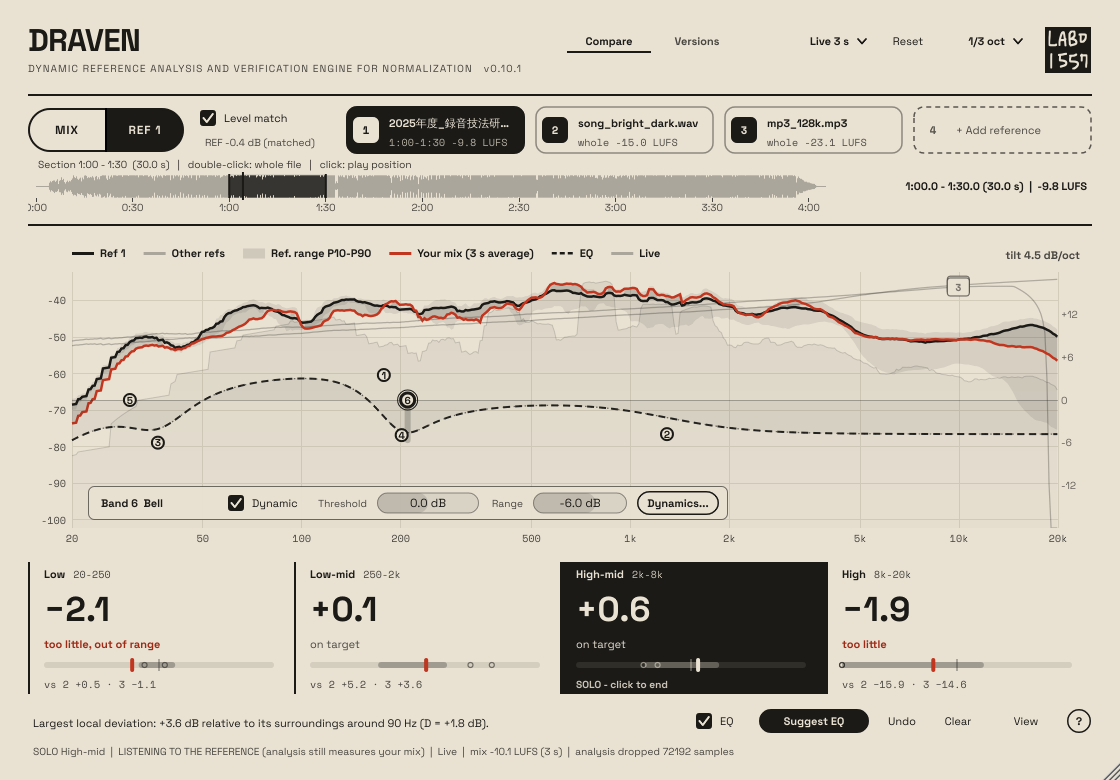 DRAVEN
DYNAMIC REFERENCE ANALYSIS AND VERIFICATION ENGINE FOR NORMALIZATION v0.10.1
Compare Versions Live 3 s Reset 1/3 oct
LABD
1557
MIX REF 1
Level match
REF -0.4 dB (matched)
1 2025年度_録音技法研…
1:00-1:30 -9.8 LUFS
2 song_bright_dark.wav
whole -15.0 LUFS
3 mp3_128k.mp3
whole -23.1 LUFS
4 + Add reference
Section 1:00 - 1:30 (30.0 s) | double-click: whole file | click: play position
1:00.0 - 1:30.0 (30.0 s) | -9.8 LUFS
0:00 0:30 1:00 1:30 2:00 2:30 3:00 3:30 4:00
Ref 1 Other refs Ref. range P10-P90 Your mix (3 s average) EQ Live
tilt 4.5 dB/oct
-40 -50 -60 -70 -80 -90 -100
+12 +6 0 -6 -12
3
1
5
6
3
4
2
Band 6 Bell Dynamic Threshold 0.0 dB Range -6.0 dB Dynamics...
20 50 100 200 500 1k 2k 5k 10k 20k
Low 20-250
−2.1
too little, out of range
vs 2 +0.5 · 3 −1.1
Low-mid 250-2k
+0.1
on target
vs 2 +5.2 · 3 +3.6
High-mid 2k-8k
+0.6
on target
SOLO - click to end
High 8k-20k
−1.9
too little
vs 2 −15.9 · 3 −14.6
Largest local deviation: +3.6 dB relative to its surroundings around 90 Hz (D = +1.8 dB).
EQ Suggest EQ Undo Clear View ?
SOLO High-mid | LISTENING TO THE REFERENCE (analysis still measures your mix) | Live | mix -10.1 LUFS (3 s) | analysis dropped 72192 samples